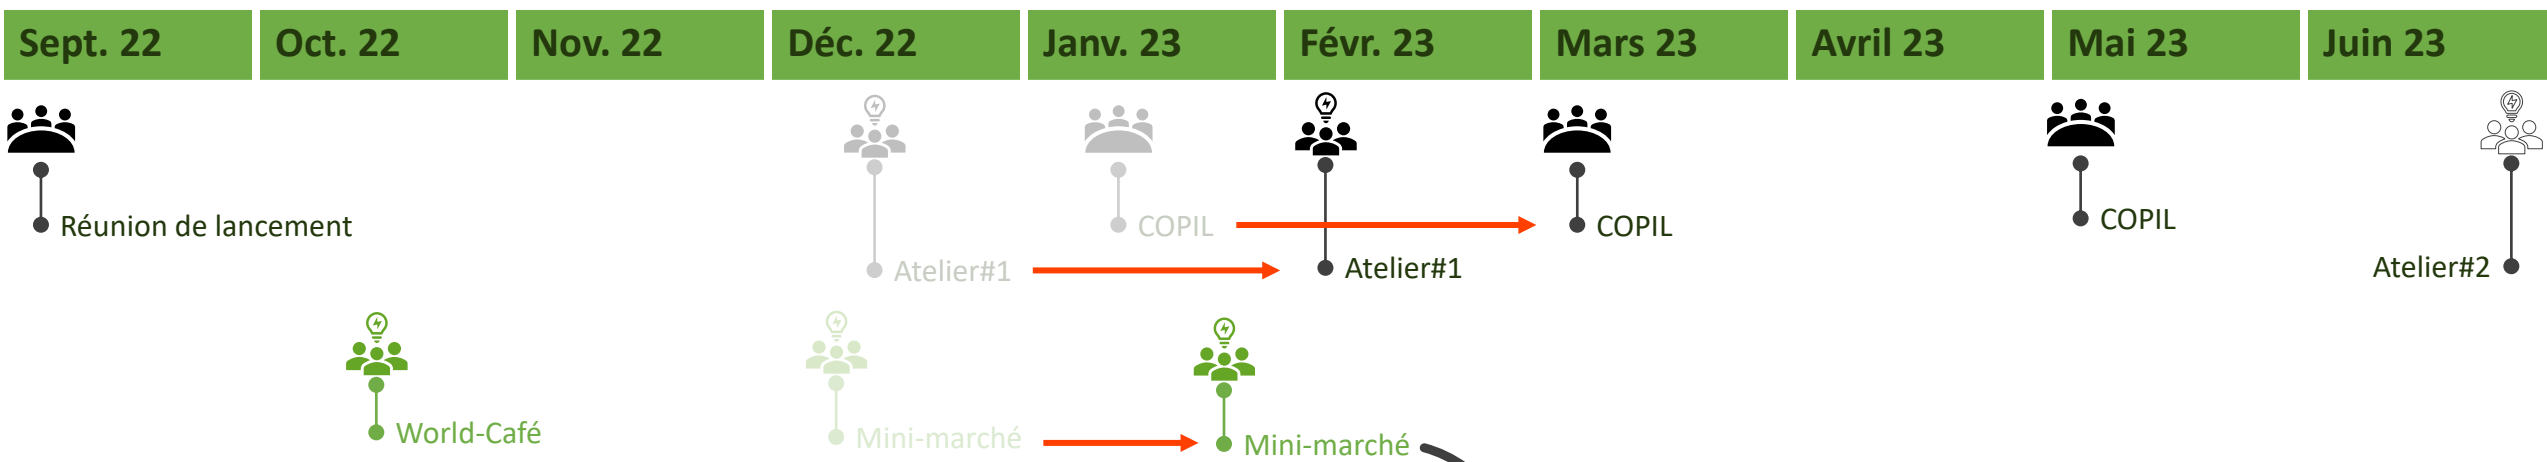 Sept. 22 Oct. 22 Nov. 22 Déc. 22 Janv. 23 Févr. 23 Mars 23 Avril 23 Mai 23 Juin 23
Réunion de lancement COPIL COPIL COPIL
Atelier#1 Atelier#1 Atelier#2
World-Café Mini-marché Mini-marché